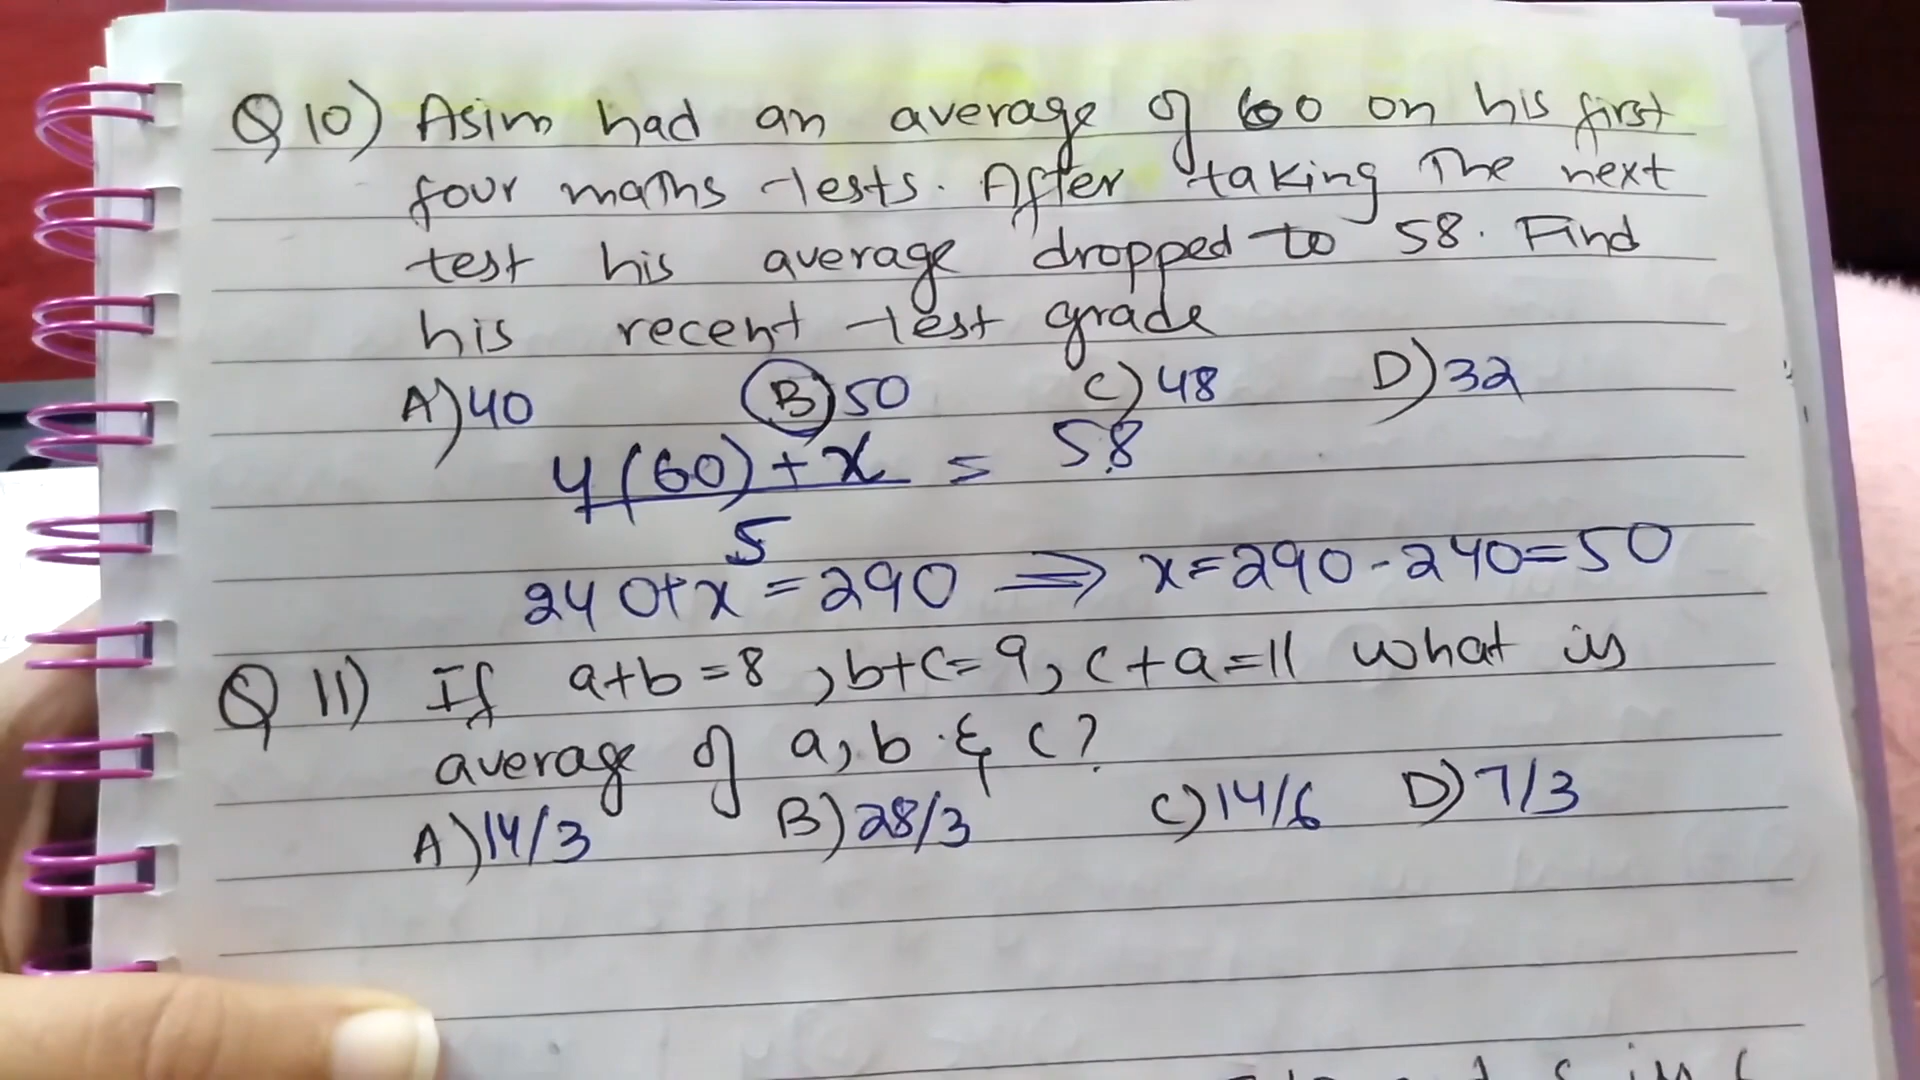 Q 10) Asim had an average of 60 on his first
four maths tests. After taking The next
test his average dropped to 58. Find
his recent test grade
A) 40 B) 50 C) 48 D) 32
4(60) + x = 58
5
240 + x = 290 ⟹ x = 290 - 240 = 50
Q 11) If a+b=8, b+c=9, c+a=11 what is
average of a, b & c?
A) 14/3 B) 28/3 C) 14/6 D) 7/3